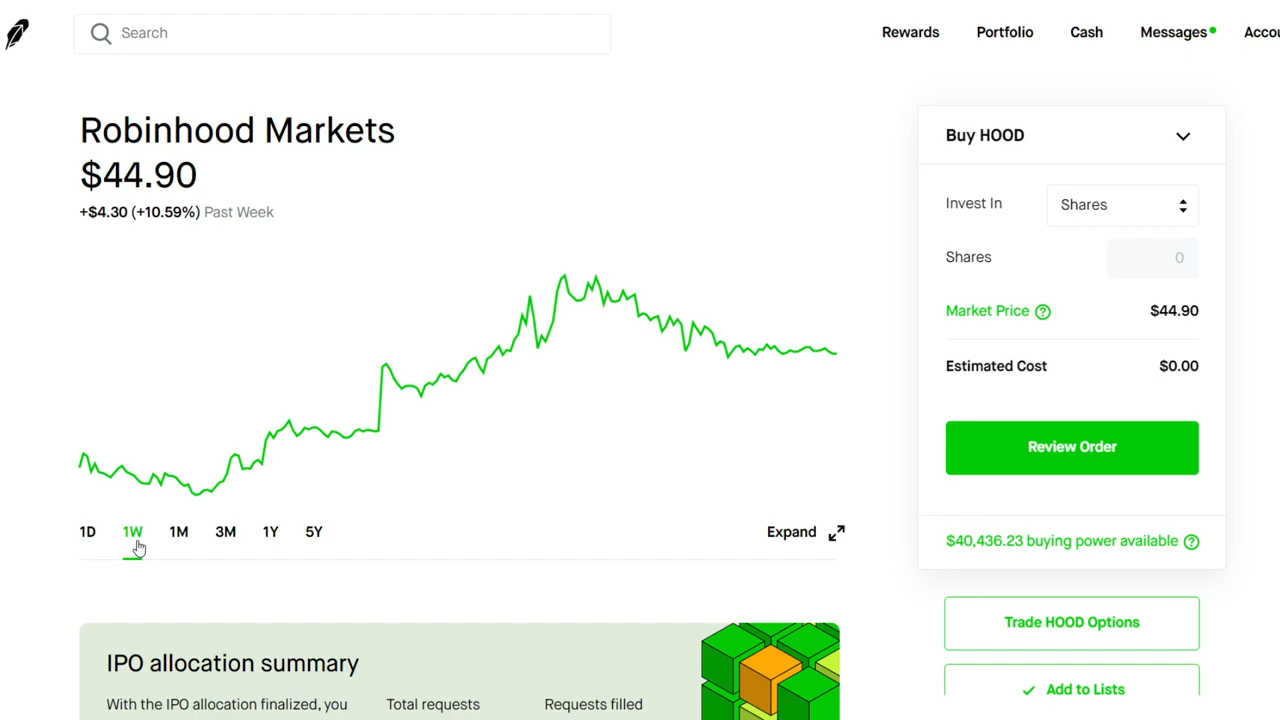 Search
Rewards
Portfolio
Cash
Messages
Robinhood Markets
$44.90
+$4.30 (+10.59%) Past Week
1D
1W
1M
3M
1Y
5Y
Expand
IPO allocation summary
With the IPO allocation finalized, you
Total requests
Requests filled
Buy HOOD
Invest In
Shares
Shares
0
Market Price ?
$44.90
Estimated Cost
$0.00
Review Order
$40,436.23 buying power available ?
Trade HOOD Options
Add to Lists